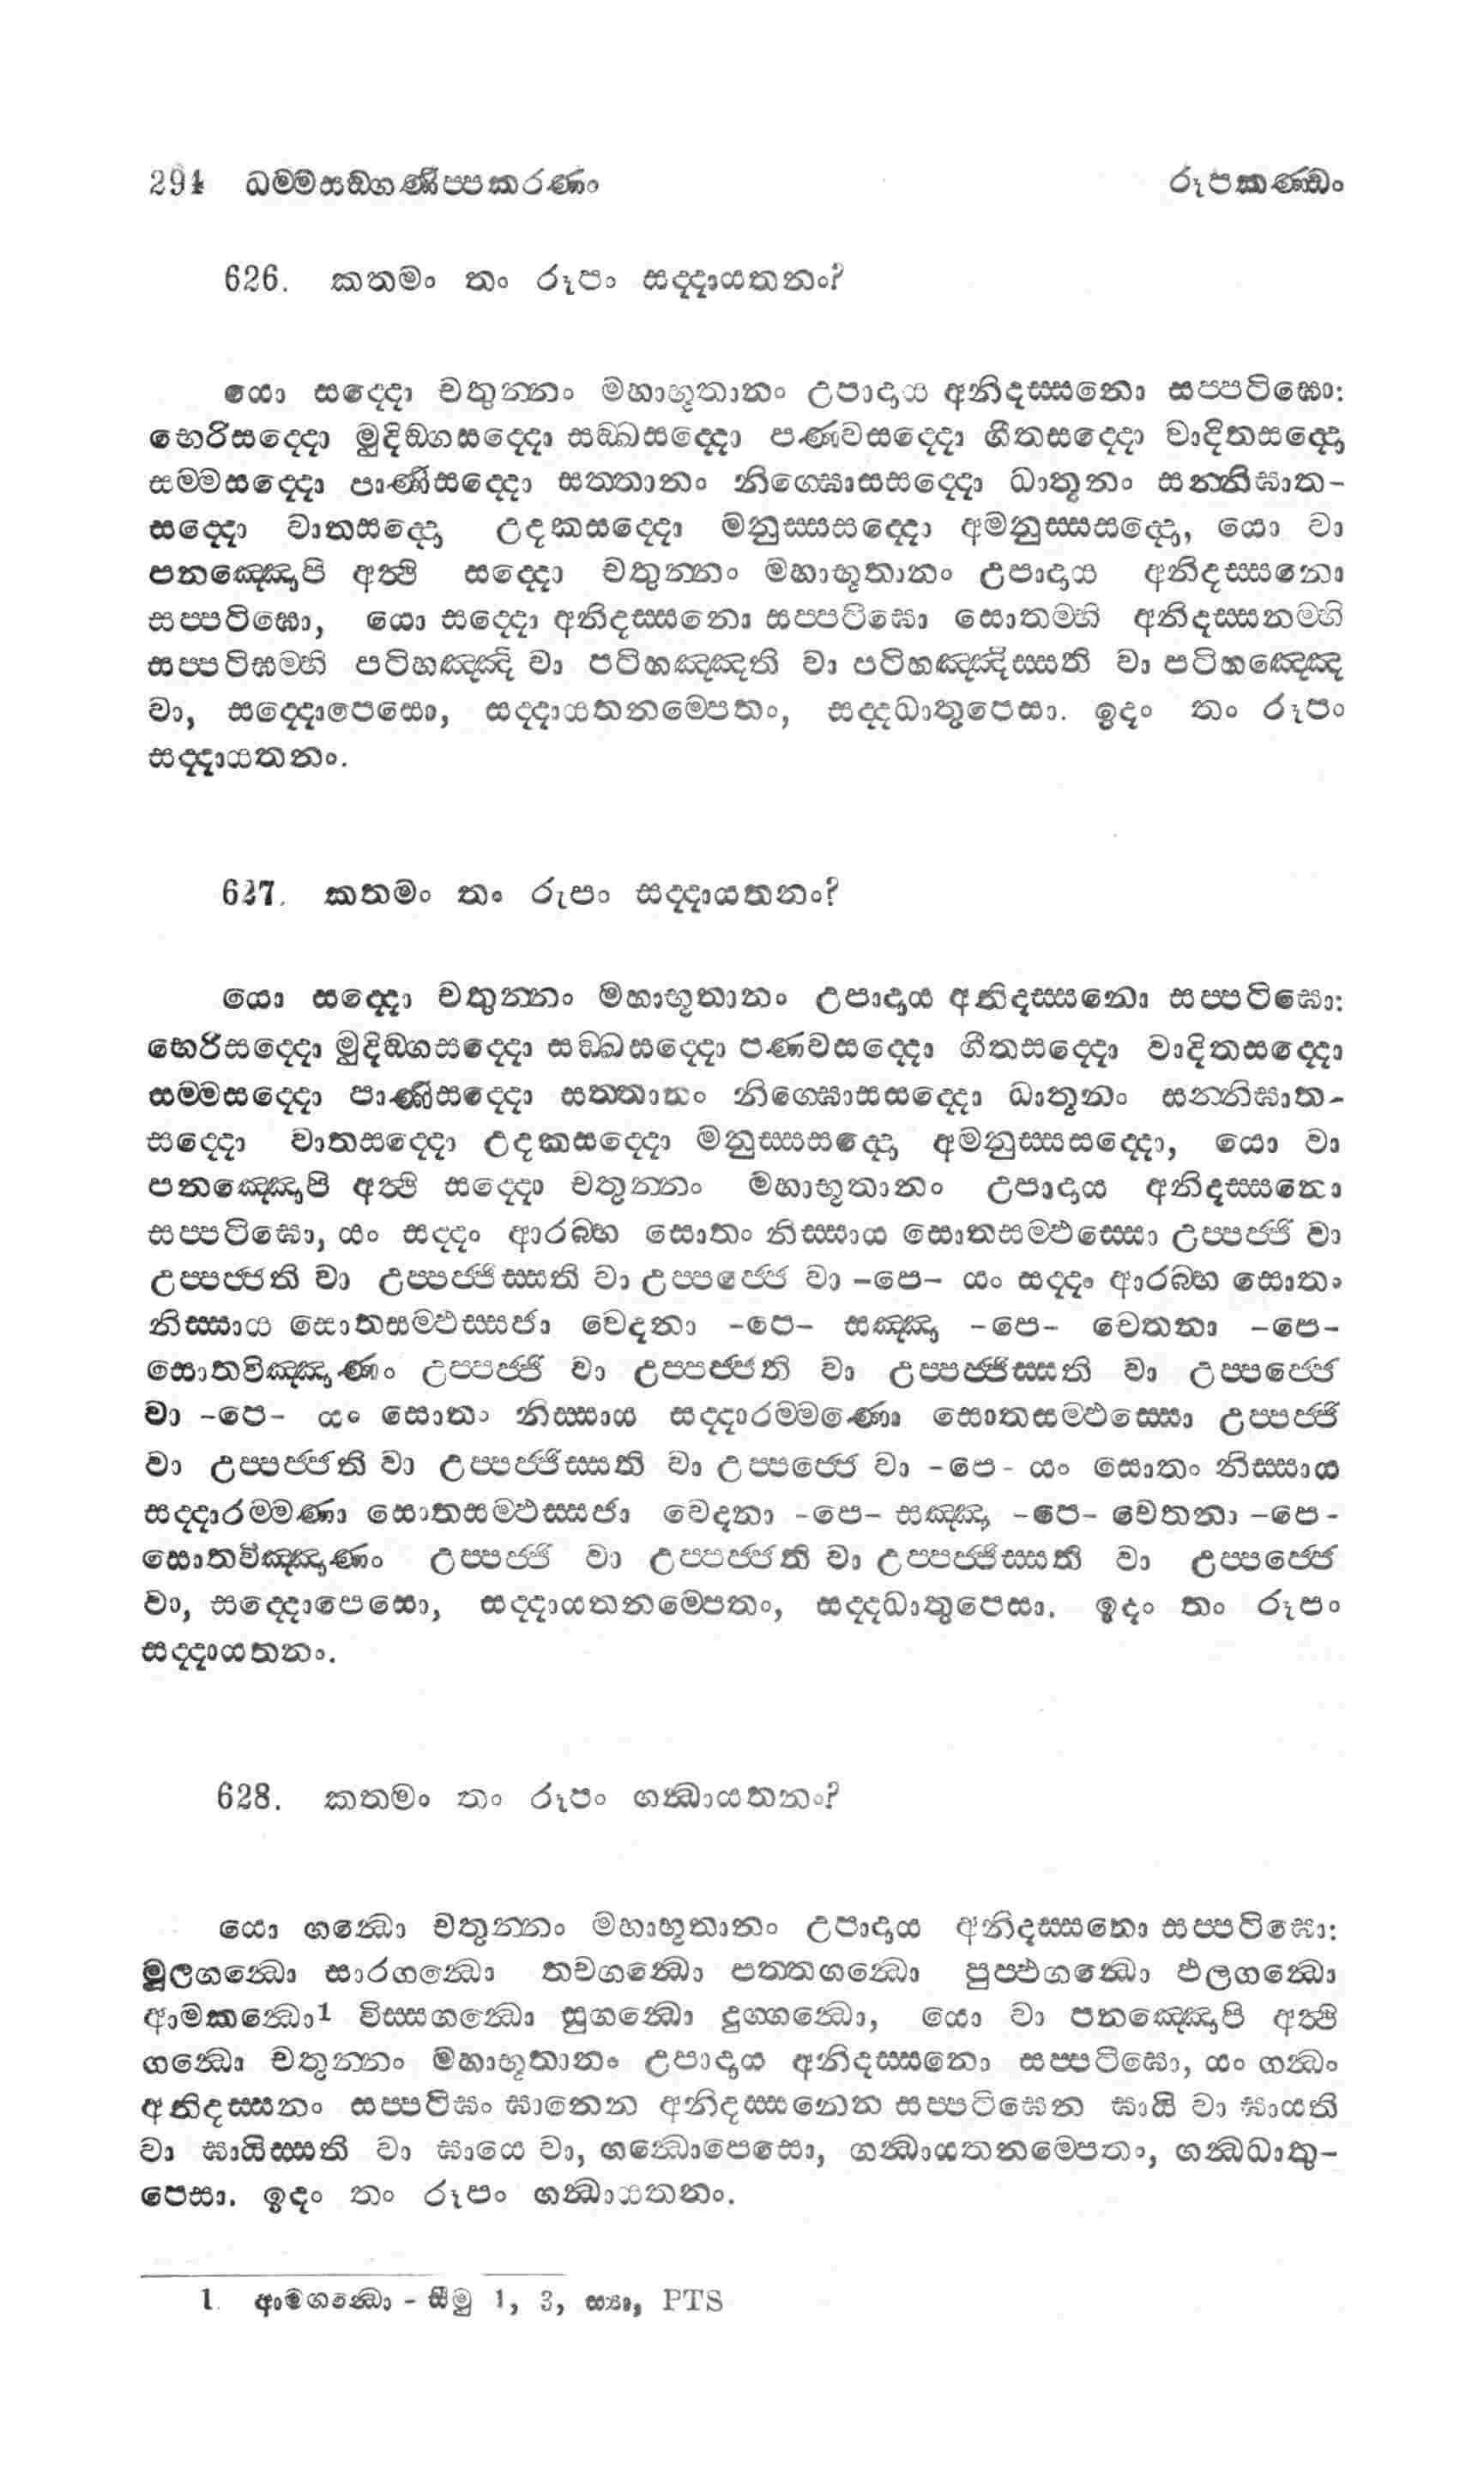 294 ධම්මසඞ්ගණිප්පකරණං රූපකණ්ඩං
626. කතමං තං රූපං සද්දායතනං?
යො සද්දො චතුන්නං මහාභූතානං උපාදාය අනිදස්සනො සප්පටිඝො:
භෙරිසද්දො මුදිඞ්ගසද්දො සඞ්ඛසද්දො පණවසද්දො ගීතසද්දො වාදිතසද්දො
සම්මසද්දො පාණිසද්දො සත්තානං නිග්ඝොසසද්දො ධාතූනං සන්නිඝාත-
සද්දො වාතසද්දො උදකසද්දො මනුස්සසද්දො අමනුස්සසද්දො, යො වා
පනඤ්ඤොපි අත්ථි සද්දො චතුන්නං මහාභූතානං උපාදාය අනිදස්සනො
සප්පටිඝො, යො සද්දො අනිදස්සනො සප්පටිඝො සොතම්හි අනිදස්සනම්හි
සප්පටිඝම්හි පටිහඤ්ඤි වා පටිහඤ්ඤති වා පටිහඤ්ඤිස්සති වා පටිහඤ්ඤෙ
වා, සද්දොපෙසො, සද්දායතනම්පෙතං, සද්දධාතුපෙසා. ඉදං තං රූපං
සද්දායතනං.
627. කතමං තං රූපං සද්දායතනං?
යො සද්දො චතුන්නං මහාභූතානං උපාදාය අනිදස්සනො සප්පටිඝො:
භෙරිසද්දො මුදිඞ්ගසද්දො සඞ්ඛසද්දො පණවසද්දො ගීතසද්දො වාදිතසද්දො
සම්මසද්දො පාණිසද්දො සත්තානං නිග්ඝොසසද්දො ධාතූනං සන්නිඝාත-
සද්දො වාතසද්දො උදකසද්දො මනුස්සසද්දො අමනුස්සසද්දො, යො වා
පනඤ්ඤොපි අත්ථි සද්දො චතුන්නං මහාභූතානං උපාදාය අනිදස්සනො
සප්පටිඝො, යං සද්දං ආරබ්භ සොතං නිස්සාය සොතසම්ඵස්සො උප්පජ්ජි වා
උප්පජ්ජති වා උප්පජ්ජිස්සති වා උප්පජ්ජෙ වා -පෙ- යං සද්දං ආරබ්භ සොතං
නිස්සාය සොතසම්ඵස්සජා වෙදනා -පෙ- සඤ්ඤා -පෙ- චෙතනා -පෙ-
සොතවිඤ්ඤාණං උප්පජ්ජි වා උප්පජ්ජති වා උප්පජ්ජිස්සති වා උප්පජ්ජෙ
වා -පෙ- යං සොතං නිස්සාය සද්දාරම්මණො සොතසම්ඵස්සො උප්පජ්ජි
වා උප්පජ්ජති වා උප්පජ්ජිස්සති වා උප්පජ්ජෙ වා -පෙ- යං සොතං නිස්සාය
සද්දාරම්මණා සොතසම්ඵස්සජා වෙදනා -පෙ- සඤ්ඤා -පෙ- චෙතනා -පෙ-
සොතවිඤ්ඤාණං උප්පජ්ජි වා උප්පජ්ජති වා උප්පජ්ජිස්සති වා උප්පජ්ජෙ
වා, සද්දොපෙසො, සද්දායතනම්පෙතං, සද්දධාතුපෙසා. ඉදං තං රූපං
සද්දායතනං.
628. කතමං තං රූපං ගන්ධායතනං?
යො ගන්ධො චතුන්නං මහාභූතානං උපාදාය අනිදස්සනො සප්පටිඝො:
මූලගන්ධො සාරගන්ධො තචගන්ධො පත්තගන්ධො පුප්ඵගන්ධො ඵලගන්ධො
ආමකන්ධො1 විස්සගන්ධො සුගන්ධො දුග්ගන්ධො, යො වා පනඤ්ඤොපි අත්ථි
ගන්ධො චතුන්නං මහාභූතානං උපාදාය අනිදස්සනො සප්පටිඝො, යං ගන්ධං
අනිදස්සනං සප්පටිඝං ඝානෙන අනිදස්සනෙන සප්පටිඝෙන ඝායි වා ඝායති
වා ඝායිස්සති වා ඝායෙ වා, ගන්ධොපෙසො, ගන්ධායතනම්පෙතං, ගන්ධධාතු-
පෙසා. ඉදං තං රූපං ගන්ධායතනං.
1. ආමගන්ධො - සීමු 1, 3, ස්‍යා, PTS